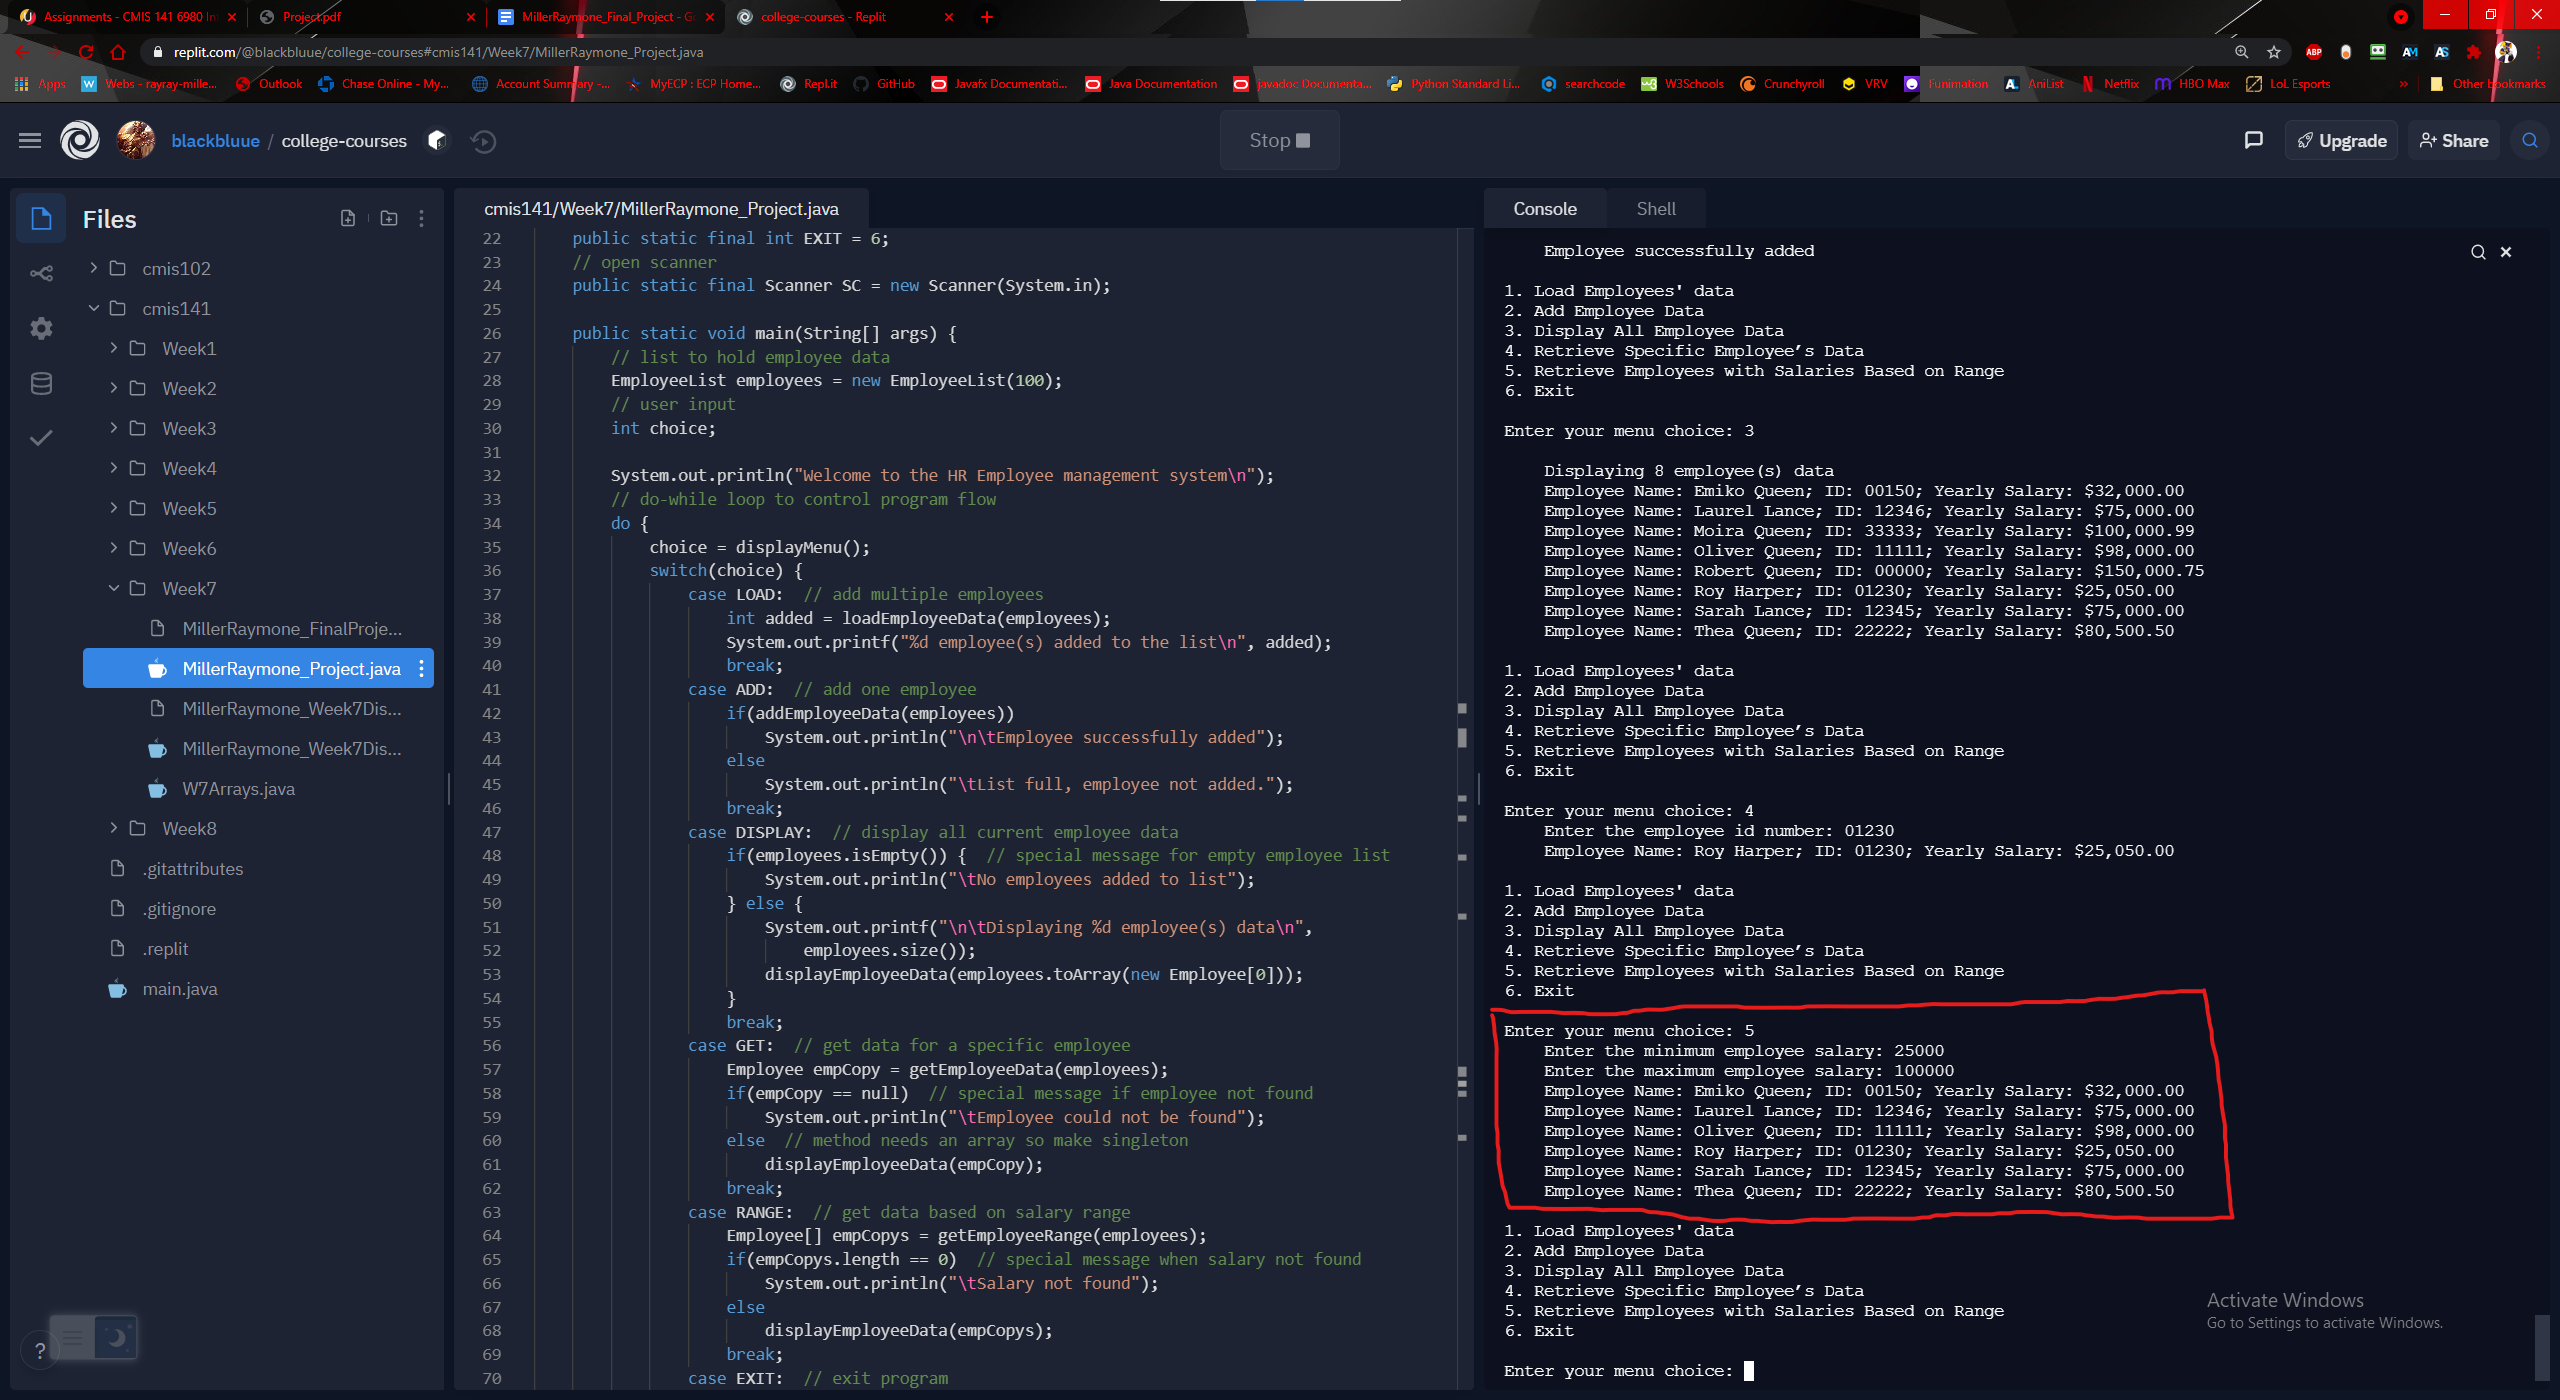 Assignments - CMIS 141 6980 In
Project.pdf
MillerRaymone_Final_Project - G
college-courses - Replit
replit.com/@blackbluue/college-courses#cmis141/Week7/MillerRaymone_Project.java
Apps
Webs - rayray-mille...
Outlook
Chase Online - My...
Account Summary -...
MyECP : ECP Home...
RepLit
GitHub
Javafx Documentati...
Java Documentation
javadoc Documenta...
Python Standard Li...
searchcode
W3Schools
Crunchyroll
VRV
Funimation
AniList
Netflix
HBO Max
LoL Esports
»
Other bookmarks
blackbluue / college-courses
Stop
Upgrade
Share
Files
cmis102
cmis141
Week1
Week2
Week3
Week4
Week5
Week6
Week7
MillerRaymone_FinalProje...
MillerRaymone_Project.java
MillerRaymone_Week7Dis...
MillerRaymone_Week7Dis...
W7Arrays.java
Week8
.gitattributes
.gitignore
.replit
main.java
?
cmis141/Week7/MillerRaymone_Project.java
22 public static final int EXIT = 6;
23 // open scanner
24 public static final Scanner SC = new Scanner(System.in);
25
26 public static void main(String[] args) {
27 // list to hold employee data
28 EmployeeList employees = new EmployeeList(100);
29 // user input
30 int choice;
31
32 System.out.println("Welcome to the HR Employee management system\n");
33 // do-while loop to control program flow
34 do {
35 choice = displayMenu();
36 switch(choice) {
37 case LOAD:  // add multiple employees
38 int added = loadEmployeeData(employees);
39 System.out.printf("%d employee(s) added to the list\n", added);
40 break;
41 case ADD:  // add one employee
42 if(addEmployeeData(employees))
43 System.out.println("\n\tEmployee successfully added");
44 else
45 System.out.println("\tList full, employee not added.");
46 break;
47 case DISPLAY:  // display all current employee data
48 if(employees.isEmpty()) {  // special message for empty employee list
49 System.out.println("\tNo employees added to list");
50 } else {
51 System.out.printf("\n\tDisplaying %d employee(s) data\n",
52 employees.size());
53 displayEmployeeData(employees.toArray(new Employee[0]));
54 }
55 break;
56 case GET:  // get data for a specific employee
57 Employee empCopy = getEmployeeData(employees);
58 if(empCopy == null)  // special message if employee not found
59 System.out.println("\tEmployee could not be found");
60 else  // method needs an array so make singleton
61 displayEmployeeData(empCopy);
62 break;
63 case RANGE:  // get data based on salary range
64 Employee[] empCopys = getEmployeeRange(employees);
65 if(empCopys.length == 0)  // special message when salary not found
66 System.out.println("\tSalary not found");
67 else
68 displayEmployeeData(empCopys);
69 break;
70 case EXIT:  // exit program
Console
Shell
Employee successfully added
1. Load Employees' data
2. Add Employee Data
3. Display All Employee Data
4. Retrieve Specific Employee’s Data
5. Retrieve Employees with Salaries Based on Range
6. Exit
Enter your menu choice: 3
Displaying 8 employee(s) data
Employee Name: Emiko Queen; ID: 00150; Yearly Salary: $32,000.00
Employee Name: Laurel Lance; ID: 12346; Yearly Salary: $75,000.00
Employee Name: Moira Queen; ID: 33333; Yearly Salary: $100,000.99
Employee Name: Oliver Queen; ID: 11111; Yearly Salary: $98,000.00
Employee Name: Robert Queen; ID: 00000; Yearly Salary: $150,000.75
Employee Name: Roy Harper; ID: 01230; Yearly Salary: $25,050.00
Employee Name: Sarah Lance; ID: 12345; Yearly Salary: $75,000.00
Employee Name: Thea Queen; ID: 22222; Yearly Salary: $80,500.50
1. Load Employees' data
2. Add Employee Data
3. Display All Employee Data
4. Retrieve Specific Employee’s Data
5. Retrieve Employees with Salaries Based on Range
6. Exit
Enter your menu choice: 4
Enter the employee id number: 01230
Employee Name: Roy Harper; ID: 01230; Yearly Salary: $25,050.00
1. Load Employees' data
2. Add Employee Data
3. Display All Employee Data
4. Retrieve Specific Employee’s Data
5. Retrieve Employees with Salaries Based on Range
6. Exit
Enter your menu choice: 5
Enter the minimum employee salary: 25000
Enter the maximum employee salary: 100000
Employee Name: Emiko Queen; ID: 00150; Yearly Salary: $32,000.00
Employee Name: Laurel Lance; ID: 12346; Yearly Salary: $75,000.00
Employee Name: Oliver Queen; ID: 11111; Yearly Salary: $98,000.00
Employee Name: Roy Harper; ID: 01230; Yearly Salary: $25,050.00
Employee Name: Sarah Lance; ID: 12345; Yearly Salary: $75,000.00
Employee Name: Thea Queen; ID: 22222; Yearly Salary: $80,500.50
1. Load Employees' data
2. Add Employee Data
3. Display All Employee Data
4. Retrieve Specific Employee’s Data
5. Retrieve Employees with Salaries Based on Range
6. Exit
Enter your menu choice:
Activate Windows
Go to Settings to activate Windows.